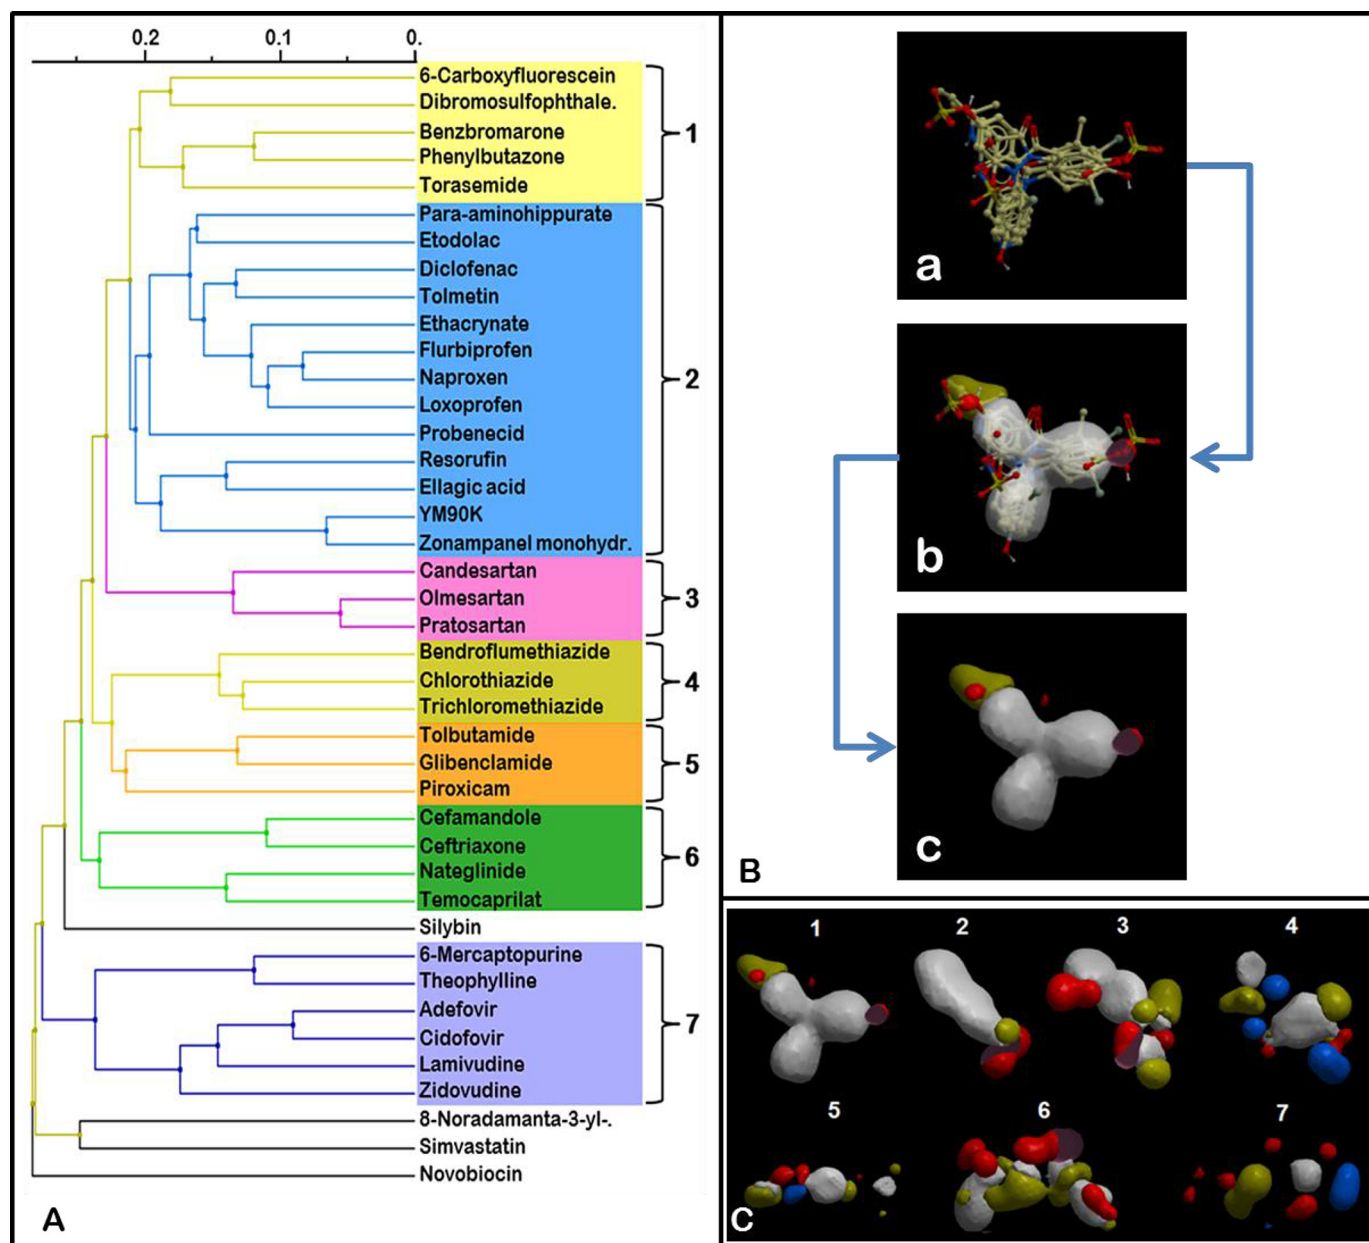 0.2 0.1 0.
6-Carboxyfluorescein
Dibromosulfophthale.
Benzbromarone
1
Phenylbutazone
Torasemide
Para-aminohippurate
Etodolac
Diclofenac
Tolmetin
Ethacrynate
Flurbiprofen
Naproxen
2
Loxoprofen
Probenecid
Resorufin
Ellagic acid
YM90K
Zonampanel monohydr.
Candesartan
Olmesartan
3
Pratosartan
Bendroflumethiazide
Chlorothiazide
4
Trichloromethiazide
Tolbutamide
Glibenclamide
5
Piroxicam
Cefamandole
Ceftriaxone
6
Nateglinide
Temocaprilat
Silybin
6-Mercaptopurine
Theophylline
Adefovir
7
Cidofovir
Lamivudine
Zidovudine
8-Noradamanta-3-yl-.
Simvastatin
Novobiocin
A
a
b
c
B
1 2 3 4
5 6 7
C